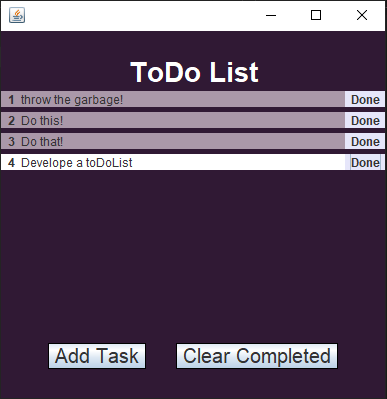 ToDo List
1 throw the garbage! Done
2 Do this! Done
3 Do that! Done
4 Develope a toDoList Done
Add Task Clear Completed